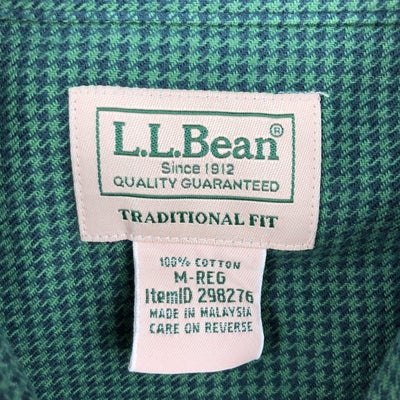 L.L.Bean®
Since 1912
QUALITY GUARANTEED
TRADITIONAL FIT
100% COTTON
M-REG
ItemID 298276
MADE IN MALAYSIA
CARE ON REVERSE